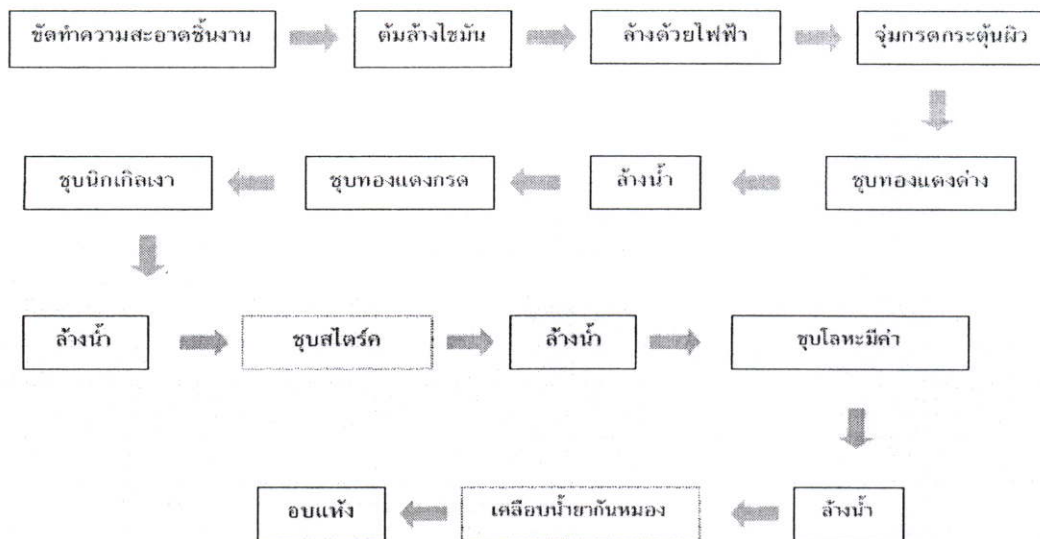 ขัดทำความสะอาดชิ้นงาน
ต้มล้างไขมัน
ล้างด้วยไฟฟ้า
จุ่มกรดกระตุ้นผิว
ชุบทองแดงด่าง
ล้างน้ำ
ชุบทองแดงกรด
ชุบนิกเกิลเงา
ล้างน้ำ
ชุบสไตร์ค
ล้างน้ำ
ชุบโลหะมีค่า
ล้างน้ำ
เคลือบน้ำยากันหมอง
อบแห้ง